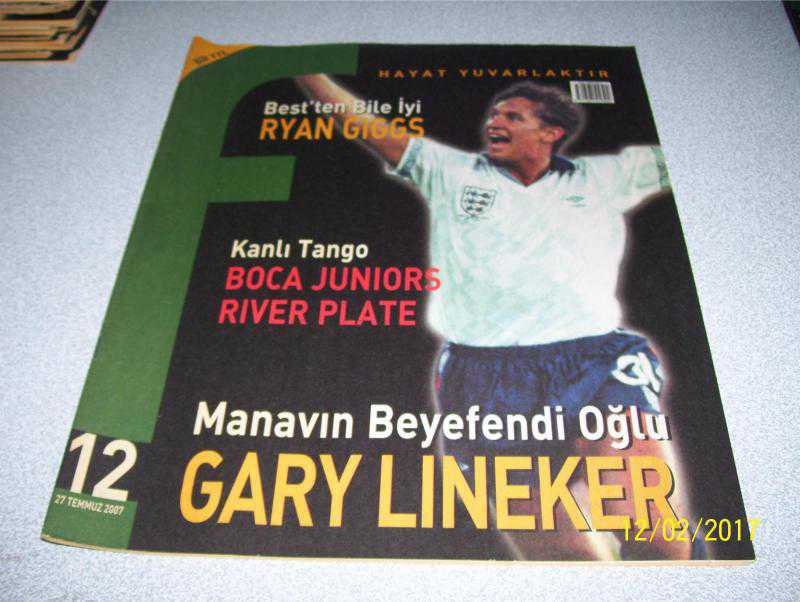 HAYAT YUVARLAKTIR
Best'ten Bile İyi
RYAN GIGGS
Kanlı Tango
BOCA JUNIORS
RIVER PLATE
Manavın Beyefendi Oğlu
GARY LINEKER
12
27 TEMMUZ 2007
12/02/2017